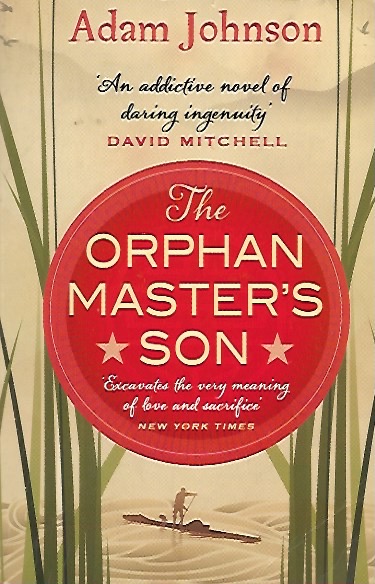 Adam Johnson
'An addictive novel of
daring ingenuity'
DAVID MITCHELL
The
ORPHAN
MASTER'S
SON
'Excavates the very meaning
of love and sacrifice'
NEW YORK TIMES